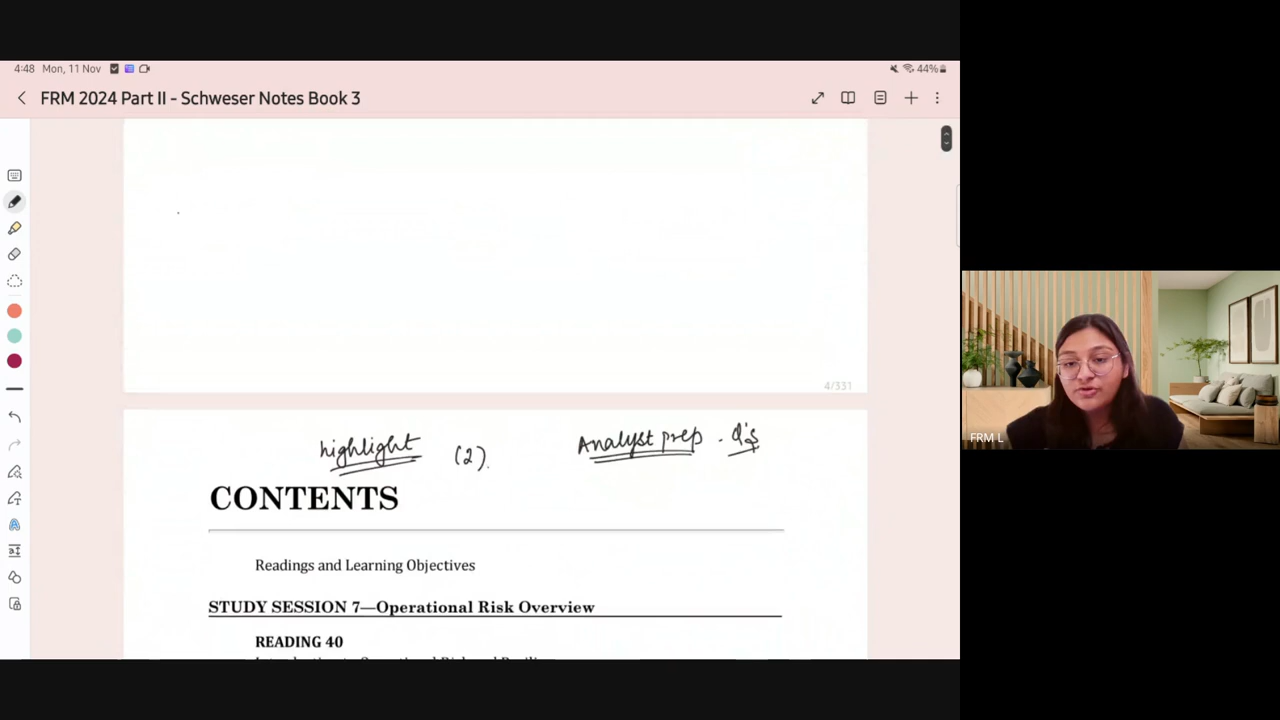 4:48 Mon, 11 Nov 44%
FRM 2024 Part II - Schweser Notes Book 3
4/331
highlight (2). Analyst prep - Q's
CONTENTS
Readings and Learning Objectives
STUDY SESSION 7—Operational Risk Overview
READING 40
FRM L